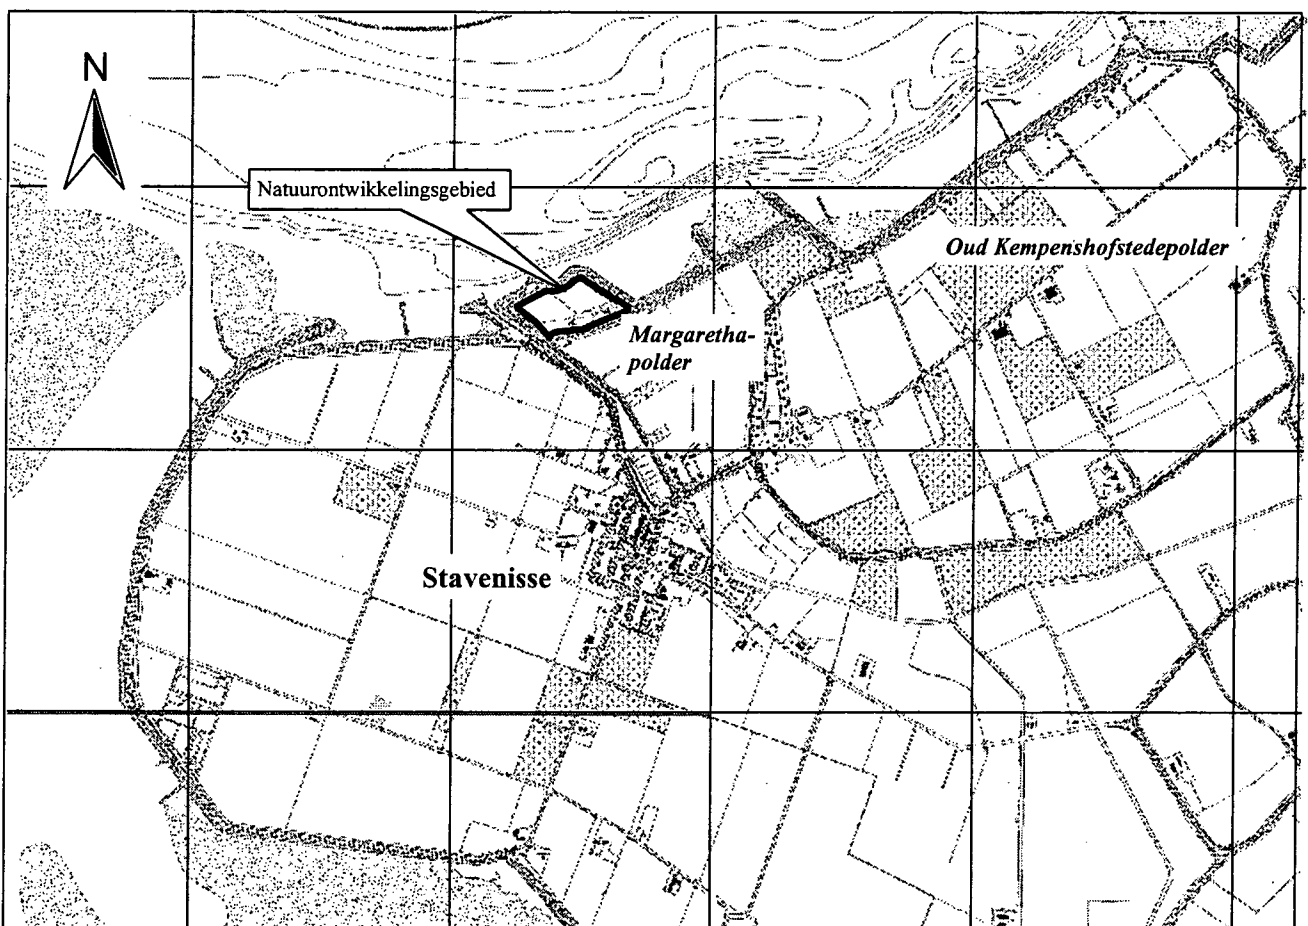 N
Natuurontwikkelingsgebied
Oud Kempenshofstedepolder
Margaretha-
polder
Stavenisse